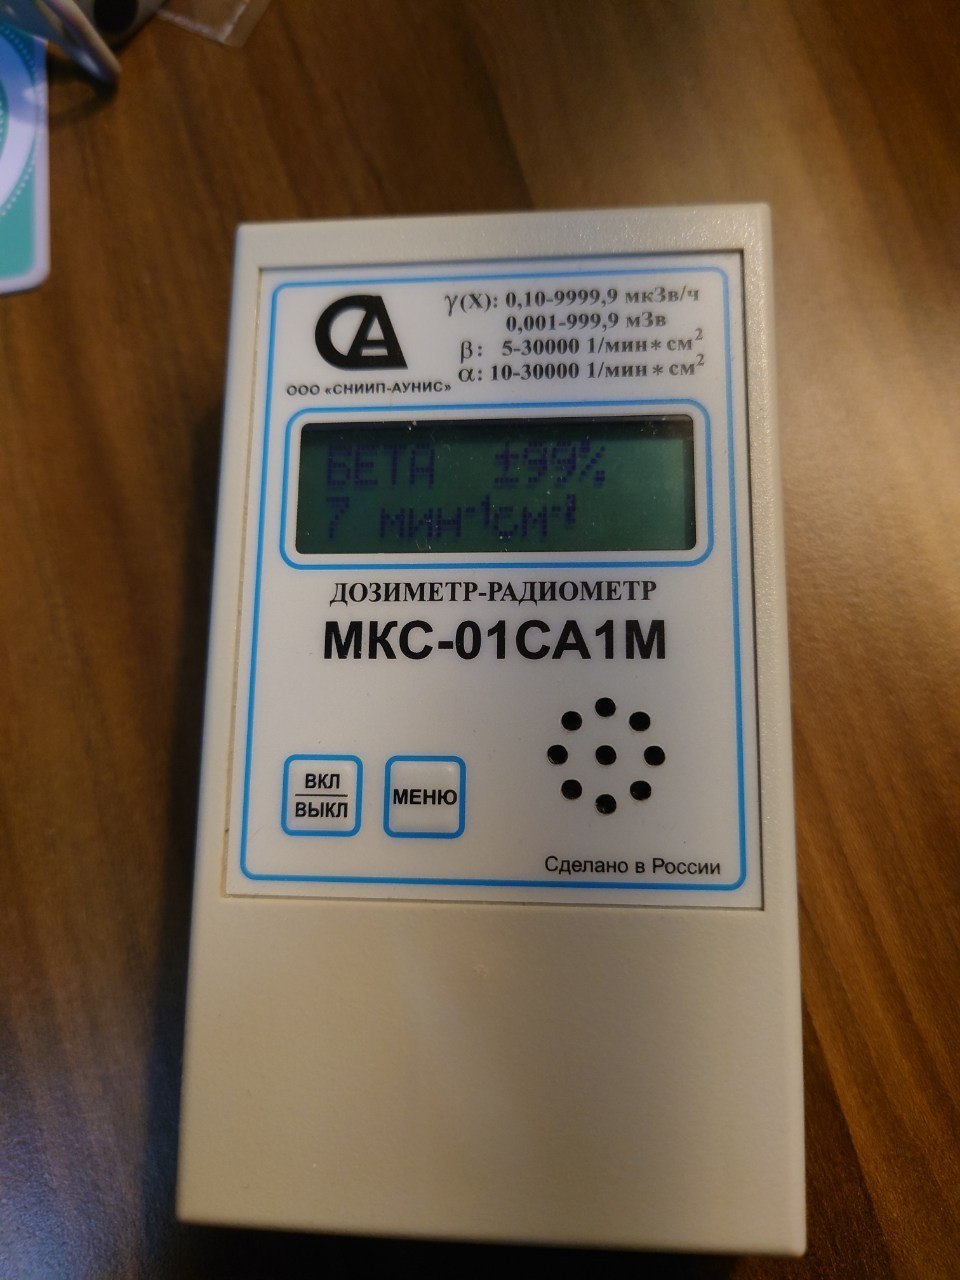 СА
γ(X): 0,10-9999,9 мкЗв/ч
0,001-999,9 мЗв
β: 5-30000 1/мин*см²
α: 10-30000 1/мин*см²
ООО «СНИИП-АУНИС»
БЕТА ±99%
7 мин⁻¹см⁻²
ДОЗИМЕТР-РАДИОМЕТР
МКС-01СА1М
ВКЛ
ВЫКЛ
МЕНЮ
Сделано в России